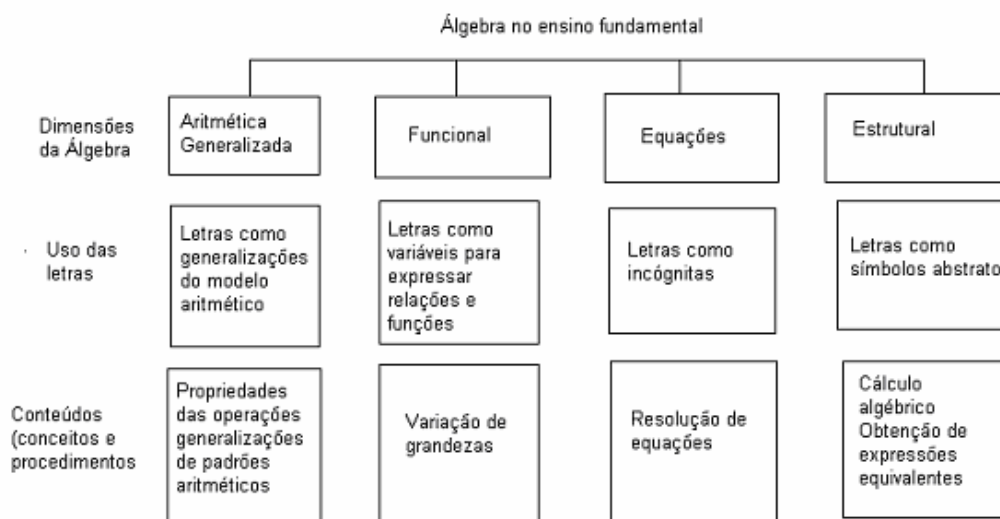 Álgebra no ensino fundamental
Dimensões
da Álgebra
Aritmética
Generalizada
Funcional
Equações
Estrutural
Uso das
letras
Letras como
generalizações
do modelo
aritmético
Letras como
variáveis para
expressar
relações e
funções
Letras como
incógnitas
Letras como
símbolos abstrato
Conteúdos
(conceitos e
procedimentos
Propriedades
das operações
generalizações
de padrões
aritméticos
Variação de
grandezas
Resolução de
equações
Cálculo
algébrico
Obtenção de
expressões
equivalentes